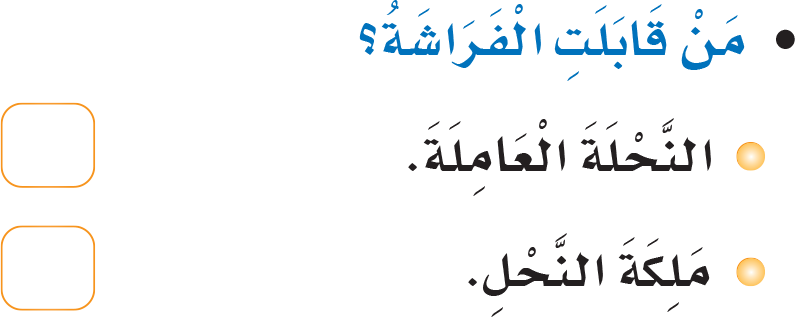 • مَنْ قَابَلَتِ الْفَرَاشَةُ؟
النَّحْلَةَ الْعَامِلَةَ.
مَلِكَةَ النَّحْلِ.